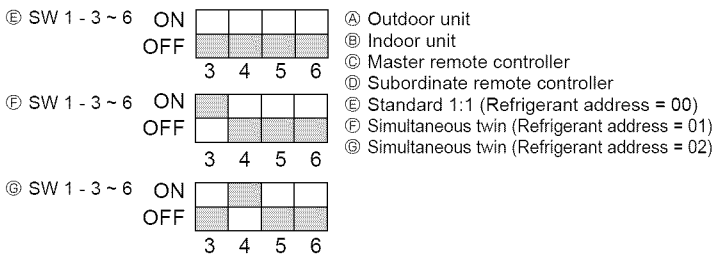 Ⓔ SW 1 - 3 ~ 6 ON
OFF
3 4 5 6
Ⓕ SW 1 - 3 ~ 6 ON
OFF
3 4 5 6
Ⓖ SW 1 - 3 ~ 6 ON
OFF
3 4 5 6
Ⓐ Outdoor unit
Ⓑ Indoor unit
Ⓒ Master remote controller
Ⓓ Subordinate remote controller
Ⓔ Standard 1:1 (Refrigerant address = 00)
Ⓕ Simultaneous twin (Refrigerant address = 01)
Ⓖ Simultaneous twin (Refrigerant address = 02)